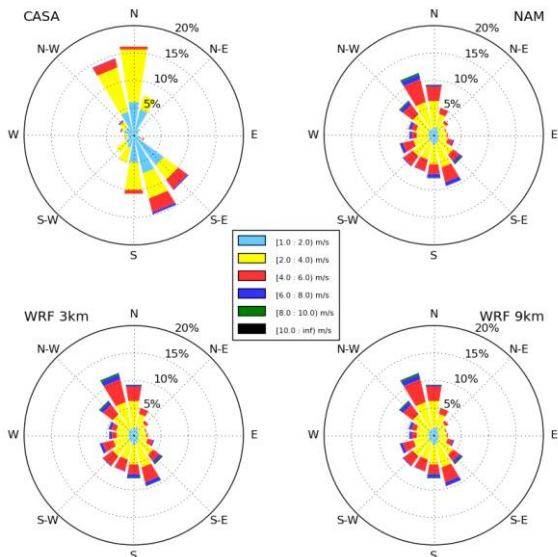 CASA
N
20%
N-W
N-E
15%
10%
5%
W
E
S-W
S-E
S
NAM
N
20%
N-W
N-E
15%
10%
5%
W
E
S-W
S-E
S
[1.0 : 2.0) m/s
[2.0 : 4.0) m/s
[4.0 : 6.0) m/s
[6.0 : 8.0) m/s
[8.0 : 10.0) m/s
[10.0 : inf) m/s
WRF 3km
N
20%
N-W
N-E
15%
10%
5%
W
E
S-W
S-E
S
WRF 9km
N
20%
N-W
N-E
15%
10%
5%
W
E
S-W
S-E
S